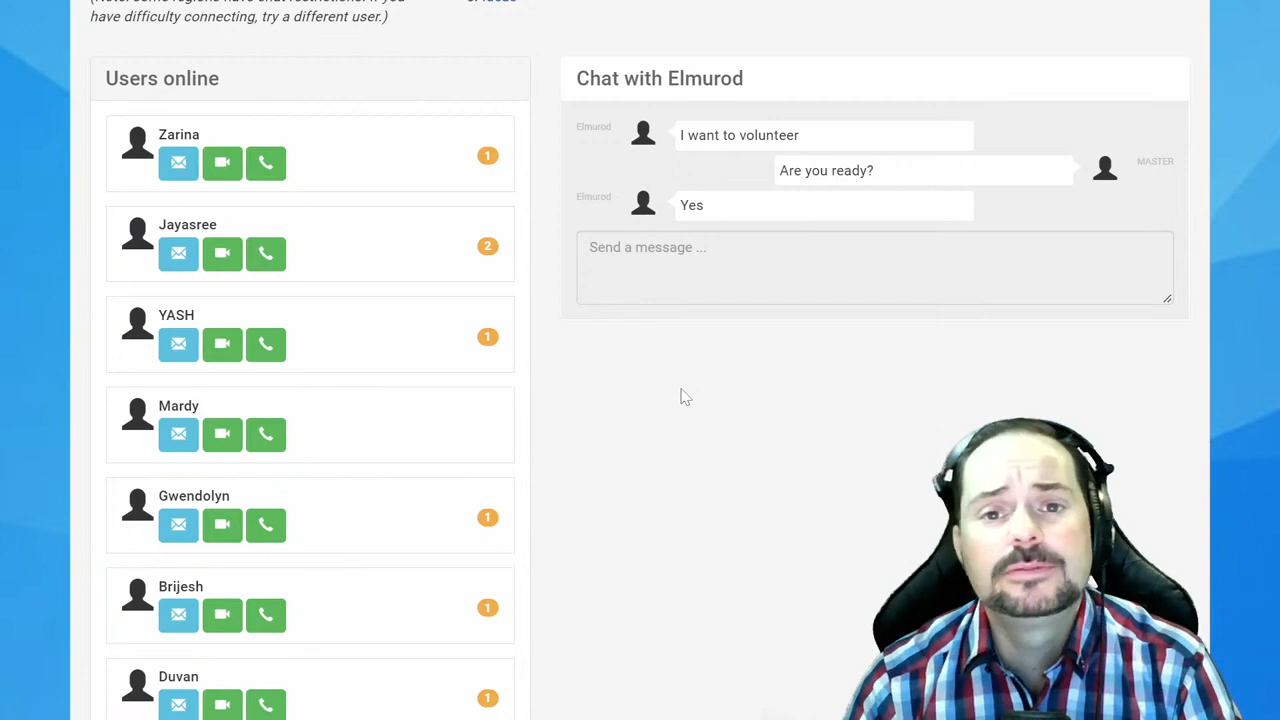 have difficulty connecting, try a different user.)
Users online
Zarina
1
Jayasree
2
YASH
1
Mardy
Gwendolyn
1
Brijesh
1
Duvan
1
Chat with Elmurod
Elmurod
I want to volunteer
Are you ready?
MASTER
Elmurod
Yes
Send a message ...